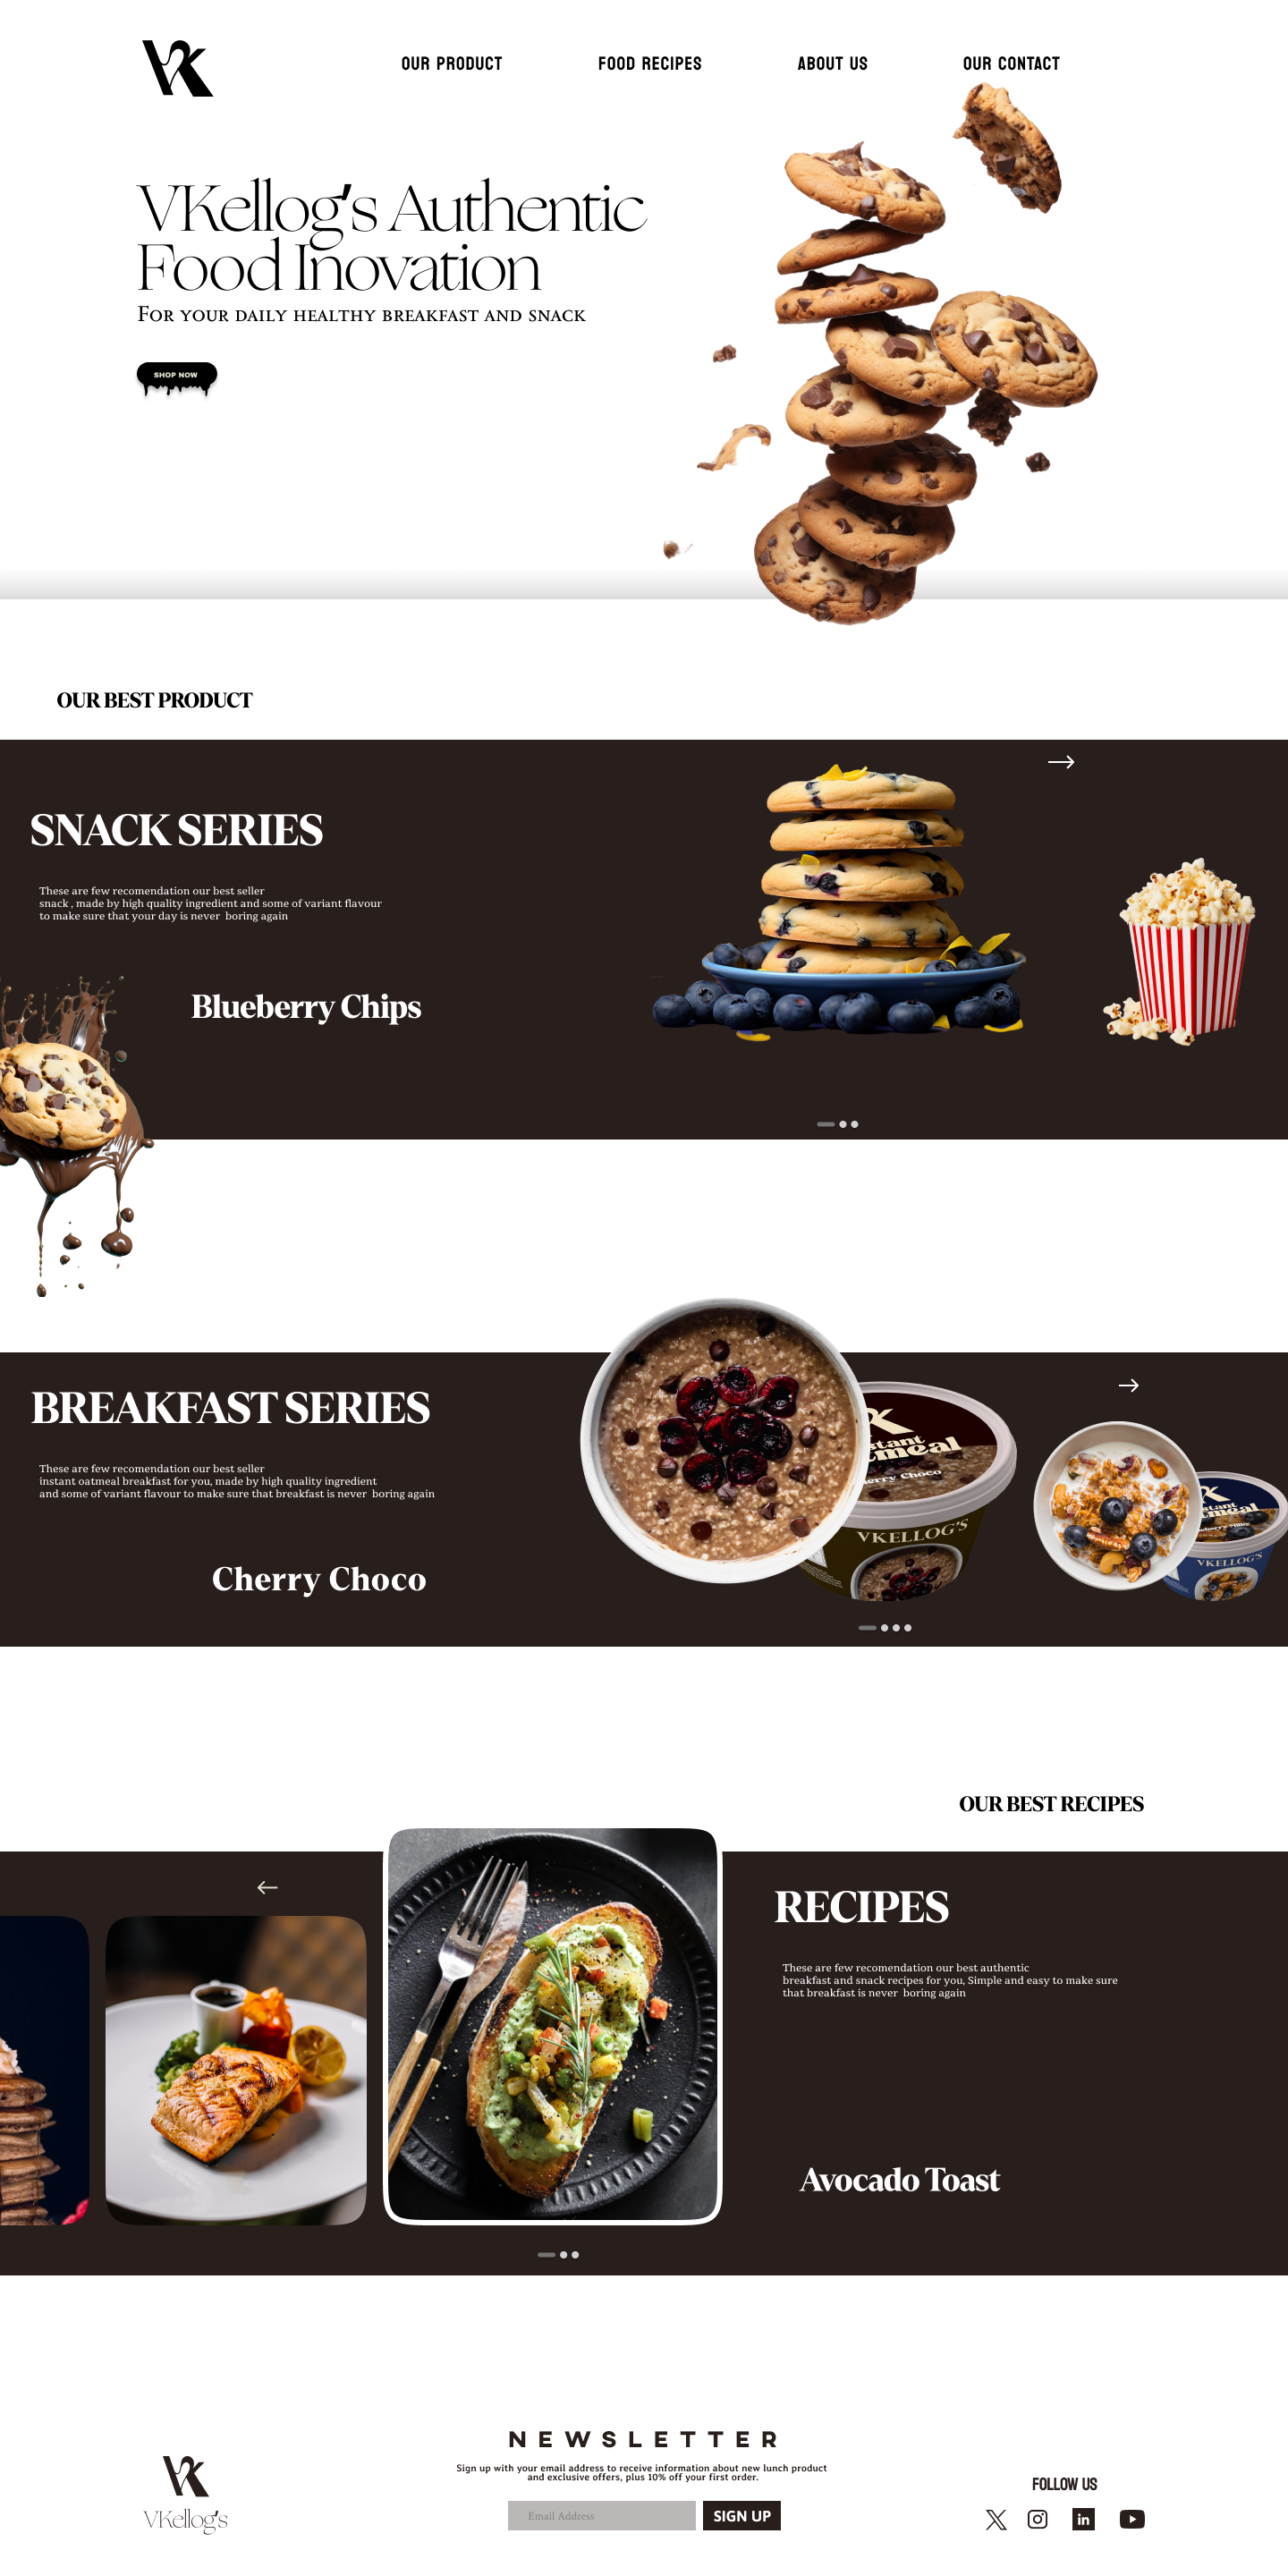 VK
OUR PRODUCT
FOOD RECIPES
ABOUT US
OUR CONTACT
VKellog's Authentic
Food Inovation
For your daily healthy breakfast and snack
SHOP NOW
OUR BEST PRODUCT
SNACK SERIES
These are few recomendation our best seller
snack , made by high quality ingredient and some of variant flavour
to make sure that your day is never boring again
Blueberry Chips
BREAKFAST SERIES
These are few recomendation our best seller
instant oatmeal breakfast for you, made by high quality ingredient
and some of variant flavour to make sure that breakfast is never boring again
Cherry Choco
Choco
VKELLOG'S
VKELLOG'S
OUR BEST RECIPES
RECIPES
These are few recomendation our best authentic
breakfast and snack recipes for you, Simple and easy to make sure
that breakfast is never boring again
Avocado Toast
NEWSLETTER
Sign up with your email address to receive information about new lunch product
and exclusive offers, plus 10% off your first order.
Email Address
SIGN UP
VK
VKellog's
FOLLOW US
in